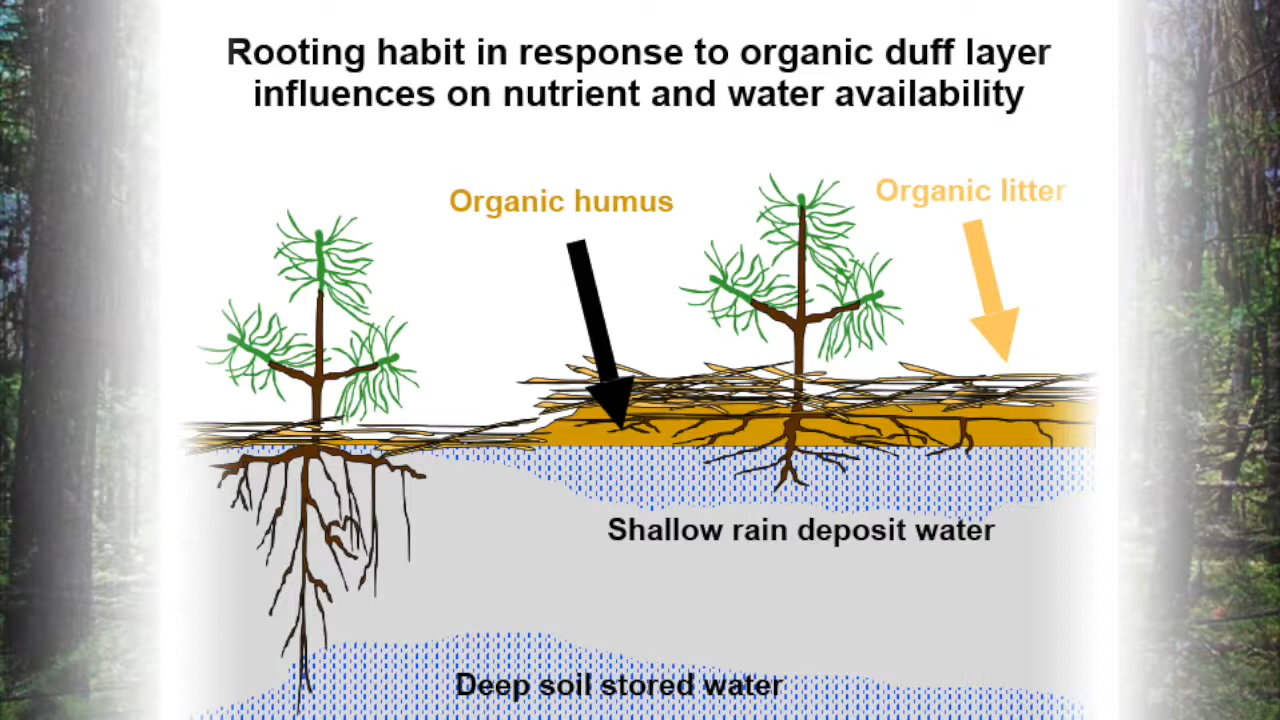 Rooting habit in response to organic duff layer
influences on nutrient and water availability
Organic humus
Organic litter
Shallow rain deposit water
Deep soil stored water